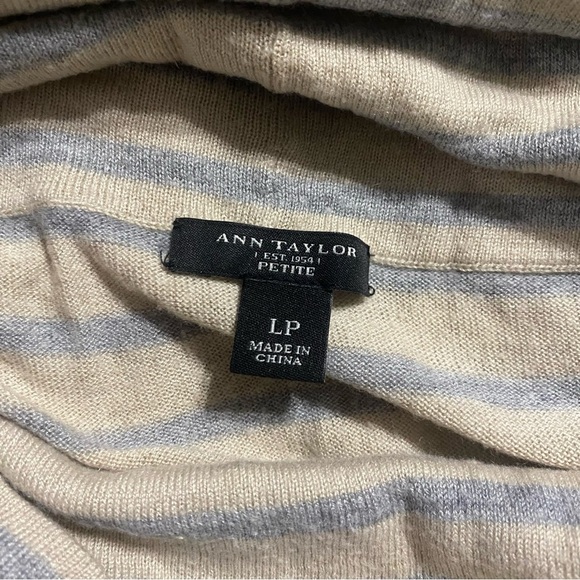 ANN TAYLOR
| EST. 1954 |
PETITE
LP
MADE IN
CHINA